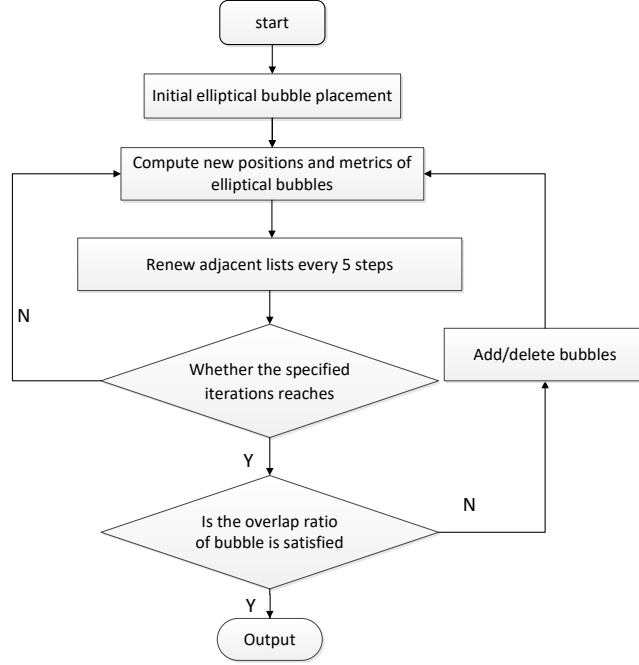 start
Initial elliptical bubble placement
Compute new positions and metrics of
elliptical bubbles
Renew adjacent lists every 5 steps
N
Whether the specified
iterations reaches
Add/delete bubbles
Y
N
Is the overlap ratio
of bubble is satisfied
Y
Output